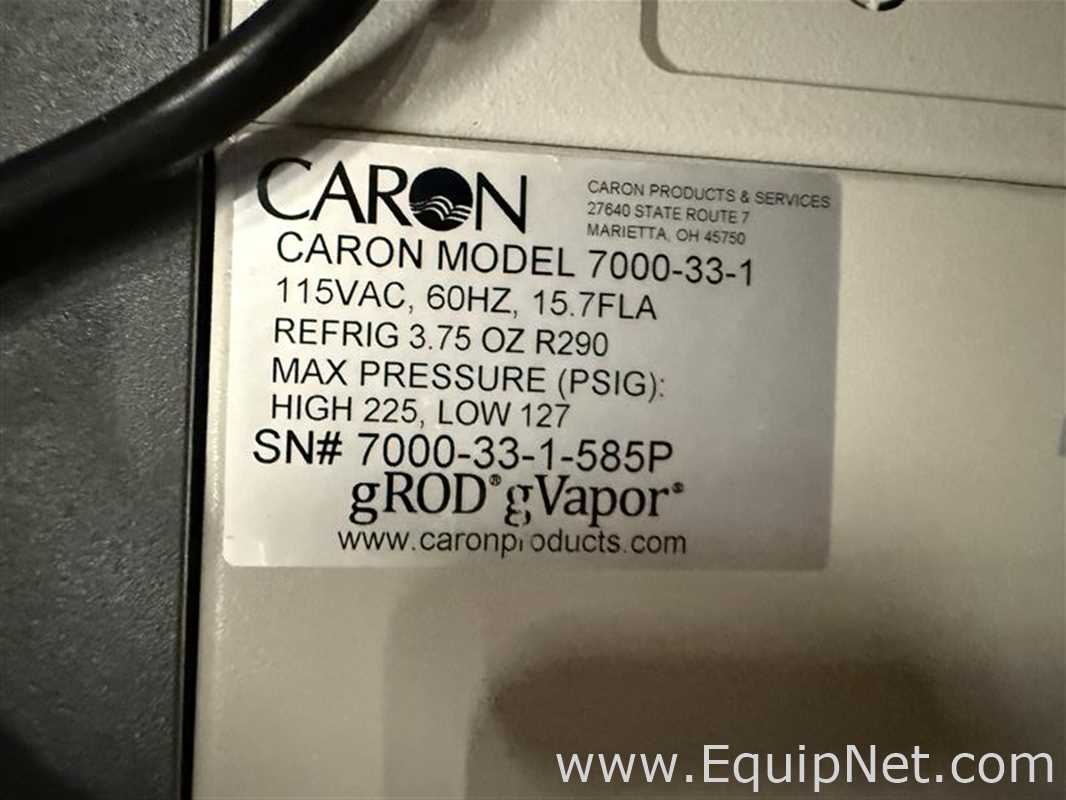 CARON
CARON PRODUCTS & SERVICES
27640 STATE ROUTE 7
MARIETTA, OH 45750
CARON MODEL 7000-33-1
115VAC, 60HZ, 15.7FLA
REFRIG 3.75 OZ R290
MAX PRESSURE (PSIG):
HIGH 225, LOW 127
SN# 7000-33-1-585P
gROD® gVapor®
www.caronproducts.com
www.EquipNet.com